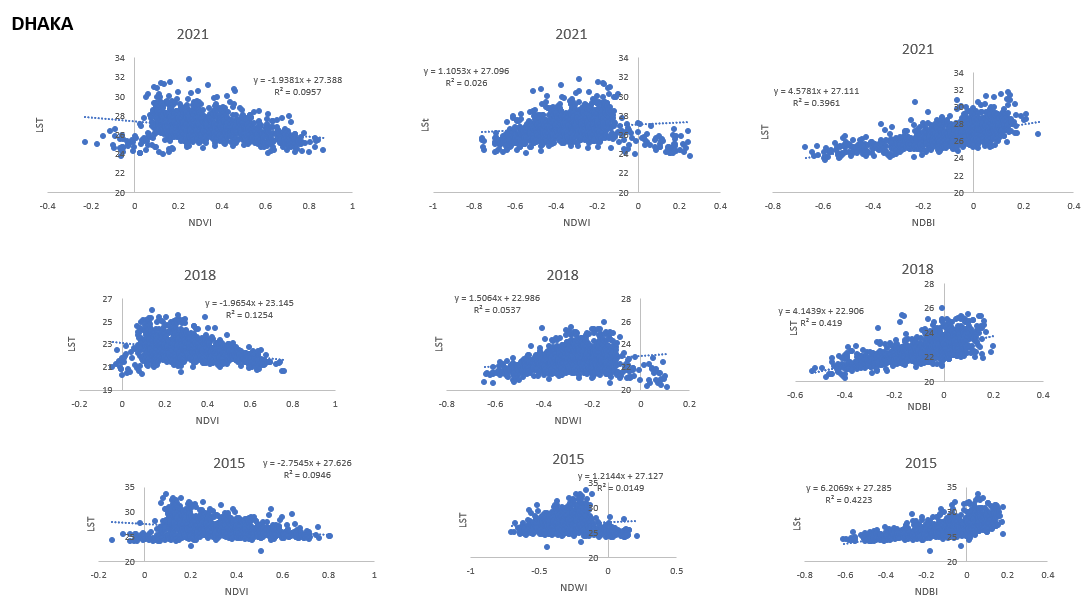 DHAKA
2021
y = -1.9381x + 27.388
R² = 0.0957
34
32
30
28
26
24
22
20
LST
-0.4 -0.2 0 0.2 0.4 0.6 0.8 1
NDVI
2021
y = 1.1053x + 27.096
R² = 0.026
34
32
30
28
26
24
22
20
LSt
-1 -0.8 -0.6 -0.4 -0.2 0 0.2 0.4
NDWI
2021
y = 4.5781x + 27.111
R² = 0.3961
34
32
30
28
26
24
22
20
LST
-0.8 -0.6 -0.4 -0.2 0 0.2 0.4
NDBI
2018
y = -1.9654x + 23.145
R² = 0.1254
27
25
23
21
19
LST
-0.2 0 0.2 0.4 0.6 0.8 1
NDVI
2018
y = 1.5064x + 22.986
R² = 0.0537
28
26
24
22
20
LST
-0.8 -0.6 -0.4 -0.2 0 0.2
NDWI
2018
y = 4.1439x + 22.906
R² = 0.419
28
26
24
22
20
LST
-0.6 -0.4 -0.2 0 0.2 0.4
NDBI
2015
y = -2.7545x + 27.626
R² = 0.0946
35
30
25
20
LST
-0.2 0 0.2 0.4 0.6 0.8 1
NDVI
2015
y = 1.2144x + 27.127
R² = 0.0149
35
30
25
20
LST
-1 -0.5 0 0.5
NDWI
2015
y = 6.2069x + 27.285
R² = 0.4223
35
30
25
20
LSt
-0.8 -0.6 -0.4 -0.2 0 0.2 0.4
NDBI